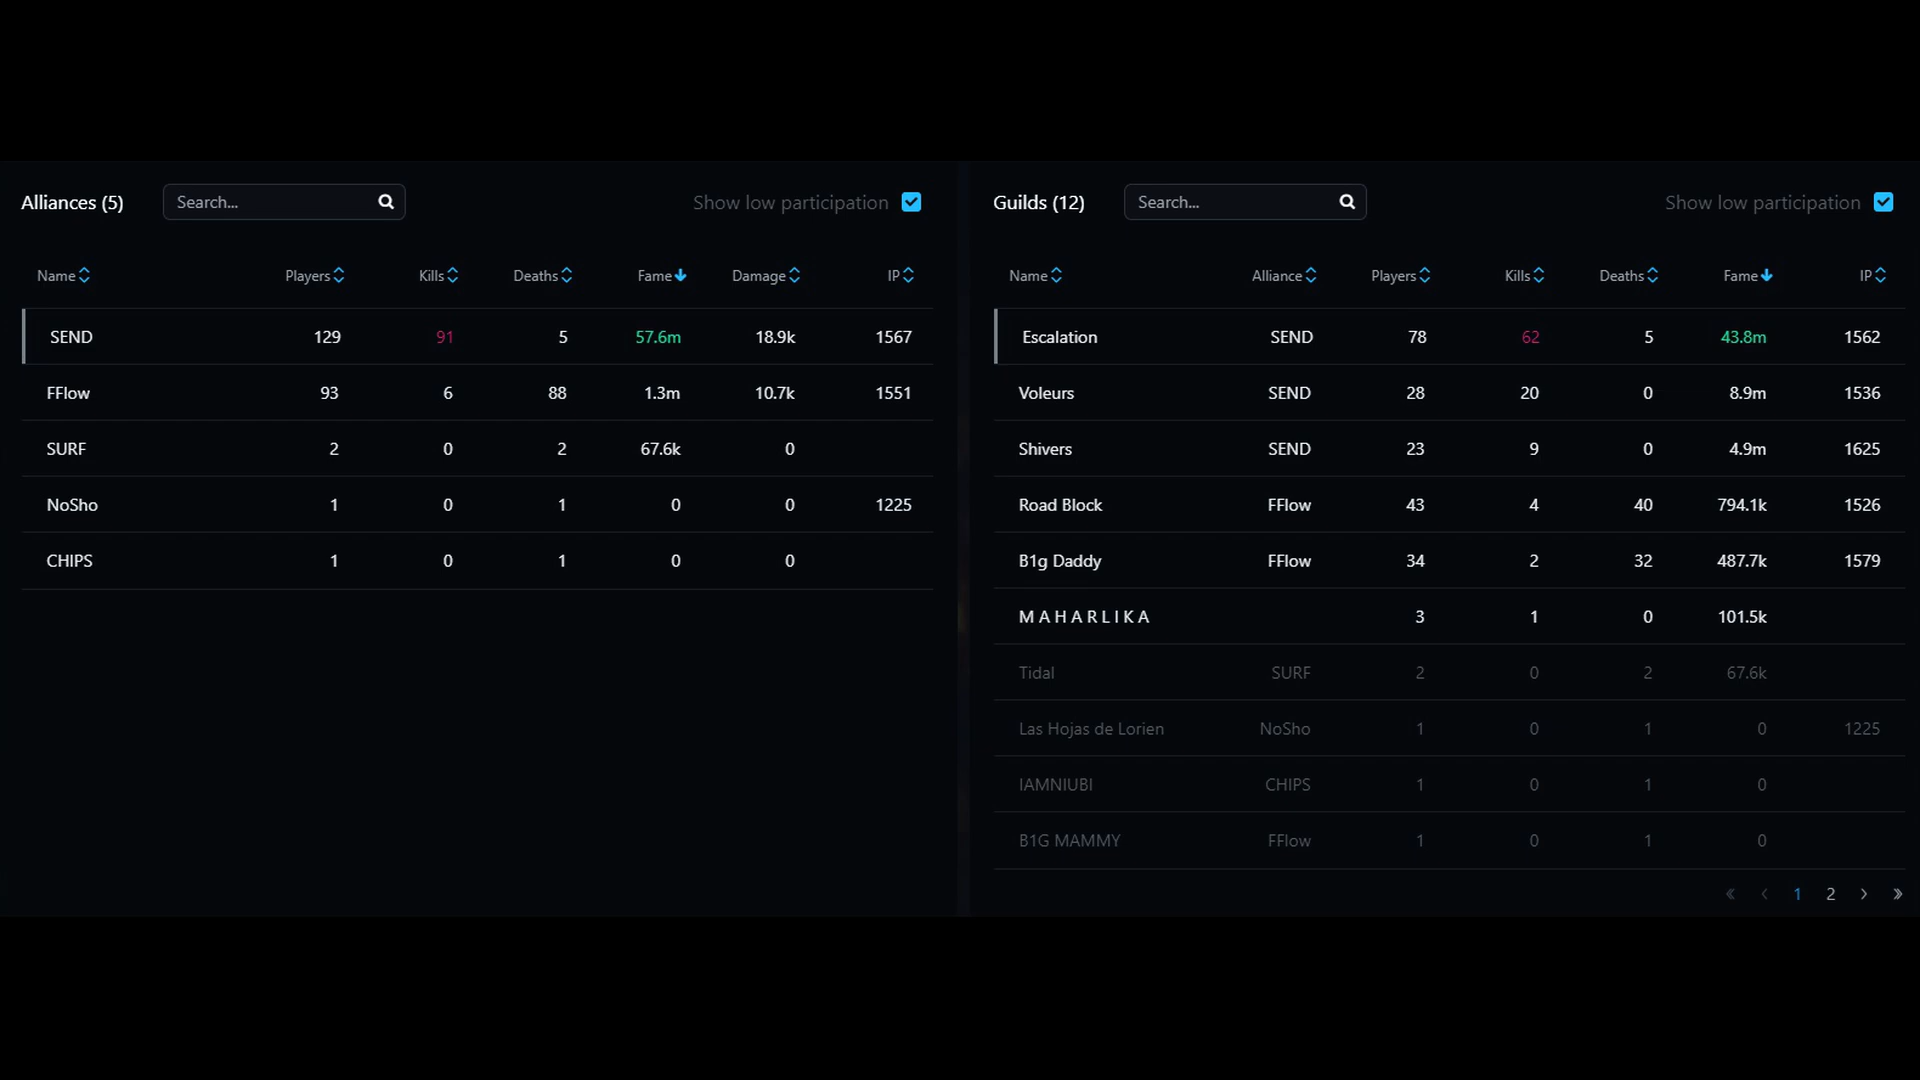 Alliances (5) Search... Show low participation
Name Players Kills Deaths Fame Damage IP
SEND 129 91 5 57.6m 18.9k 1567
FFlow 93 6 88 1.3m 10.7k 1551
SURF 2 0 2 67.6k 0
NoSho 1 0 1 0 0 1225
CHIPS 1 0 1 0 0
Guilds (12) Search... Show low participation
Name Alliance Players Kills Deaths Fame IP
Escalation SEND 78 62 5 43.8m 1562
Voleurs SEND 28 20 0 8.9m 1536
Shivers SEND 23 9 0 4.9m 1625
Road Block FFlow 43 4 40 794.1k 1526
B1g Daddy FFlow 34 2 32 487.7k 1579
M A H A R L I K A 3 1 0 101.5k
Tidal SURF 2 0 2 67.6k
Las Hojas de Lorien NoSho 1 0 1 0 1225
IAMNIUBI CHIPS 1 0 1 0
B1G MAMMY FFlow 1 0 1 0
« ‹ 1 2 › »